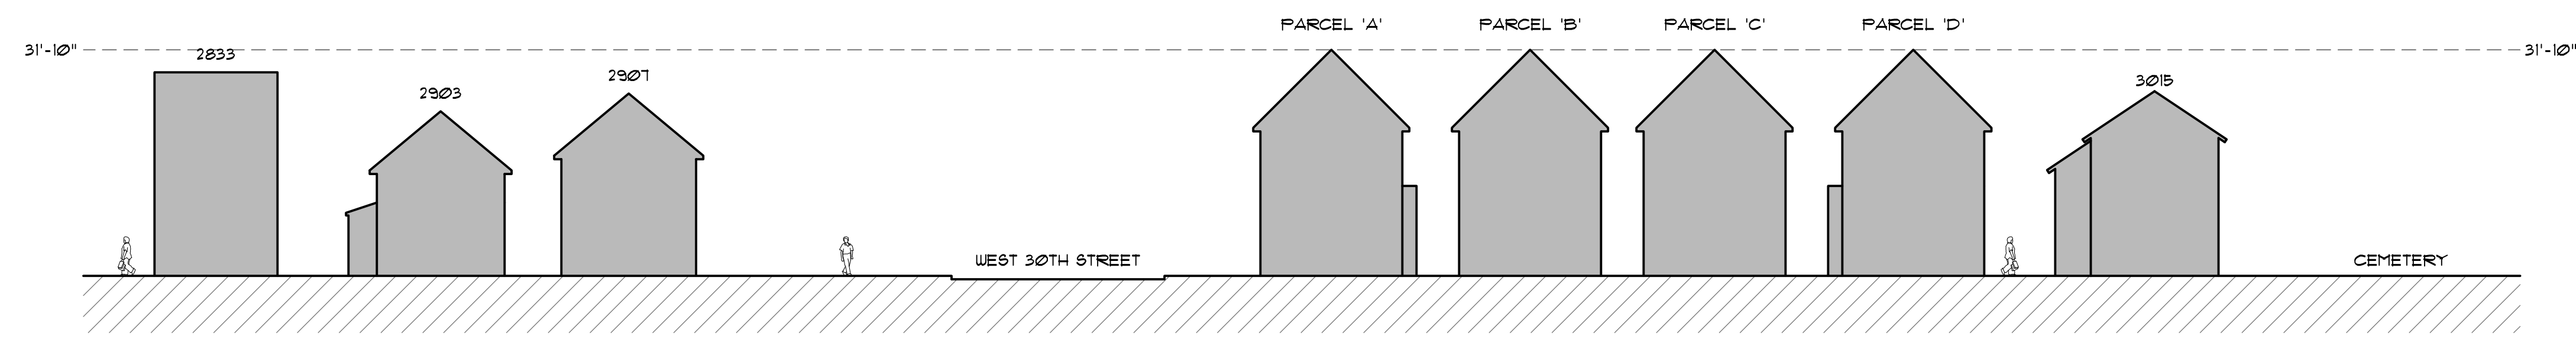 PARCEL 'A' PARCEL 'B' PARCEL 'C' PARCEL 'D'
31'-10" 31'-10"
2833
2907
3015
2903
WEST 30TH STREET
CEMETERY